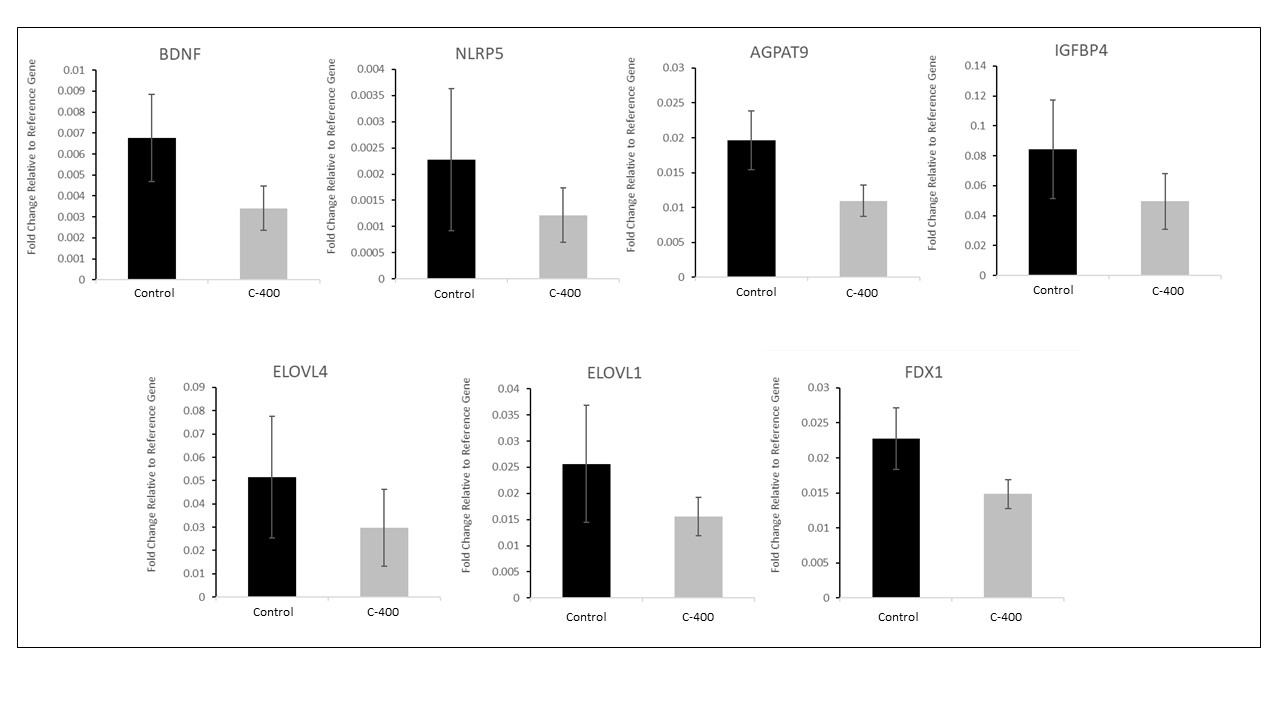 BDNF
Fold Change Relative to Reference Gene
0.01
0.009
0.008
0.007
0.006
0.005
0.004
0.003
0.002
0.001
0
Control
C-400
NLRP5
Fold Change Relative to Reference Gene
0.004
0.0035
0.003
0.0025
0.002
0.0015
0.001
0.0005
0
Control
C-400
AGPAT9
Fold Change Relative to Reference Gene
0.03
0.025
0.02
0.015
0.01
0.005
0
Control
C-400
IGFBP4
Fold Change Relative to Reference Gene
0.14
0.12
0.1
0.08
0.06
0.04
0.02
0
Control
C-400
ELOVL4
Fold Change Relative to Reference Gene
0.09
0.08
0.07
0.06
0.05
0.04
0.03
0.02
0.01
0
Control
C-400
ELOVL1
Fold Change Relative to Reference Gene
0.04
0.035
0.03
0.025
0.02
0.015
0.01
0.005
0
Control
C-400
FDX1
Fold Change Relative to Reference Gene
0.03
0.025
0.02
0.015
0.01
0.005
0
Control
C-400